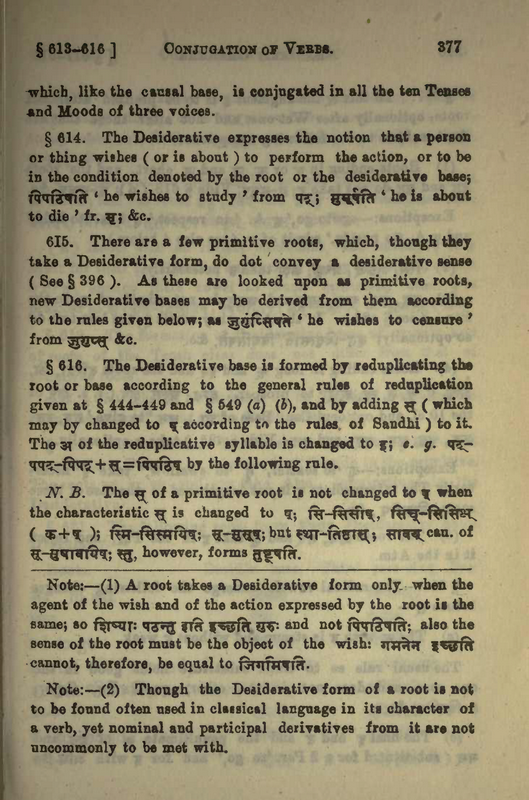 § 613–616 ] CONJUGATION OF VERBS. 377
which, like the causal base, is conjugated in all the ten Tenses
and Moods of three voices.
§ 614. The Desiderative expresses the notion that a person
or thing wishes ( or is about ) to perform the action, or to be
in the condition denoted by the root or the desiderative base;
पिपठिषति ‘ he wishes to study ’ from पठ्; मुमूर्षति ‘ he is about
to die ’ fr. मृ; &c.
615. There are a few primitive roots, which, though they
take a Desiderative form, do dot convey a desiderative sense
( See § 396 ). As these are looked upon as primitive roots,
new Desiderative bases may be derived from them according
to the rules given below; as जुगुप्सिषते ‘ he wishes to censure ’
from जुगुप्स् &c.
§ 616. The Desiderative base is formed by reduplicating the
root or base according to the general rules of reduplication
given at § 444–449 and § 549 (a) (b), and by adding स् ( which
may by changed to ष् according to the rules of Sandhi ) to it.
The अ of the reduplicative syllable is changed to इ; e. g. पठ्–
पपठ्–पिपठ्+स्=पिपठिष् by the following rule.
N. B. The स् of a primitive root is not changed to ष् when
the characteristic स् is changed to ष्; सि–सिसीष्, सिच्–सिसिक्ष्
( क+ष् ); स्मि–सिस्मयिष्; सू–सुसूष्; but स्था–तिष्ठास्; can. of
सू–सुषावयिष्; स्तु, however, forms तुष्टूषति.
Note:—(1) A root takes a Desiderative form only when the
agent of the wish and of the action expressed by the root is the
same; so शिष्याः पठन्तु इति इच्छति गुरुः and not पिपठिषति; also the
sense of the root must be the object of the wish: गमनेन इच्छति
cannot, therefore, be equal to जिगमिषति.
Note:—(2) Though the Desiderative form of a root is not
to be found often used in classical language in its character of
a verb, yet nominal and participal derivatives from it are not
uncommonly to be met with.